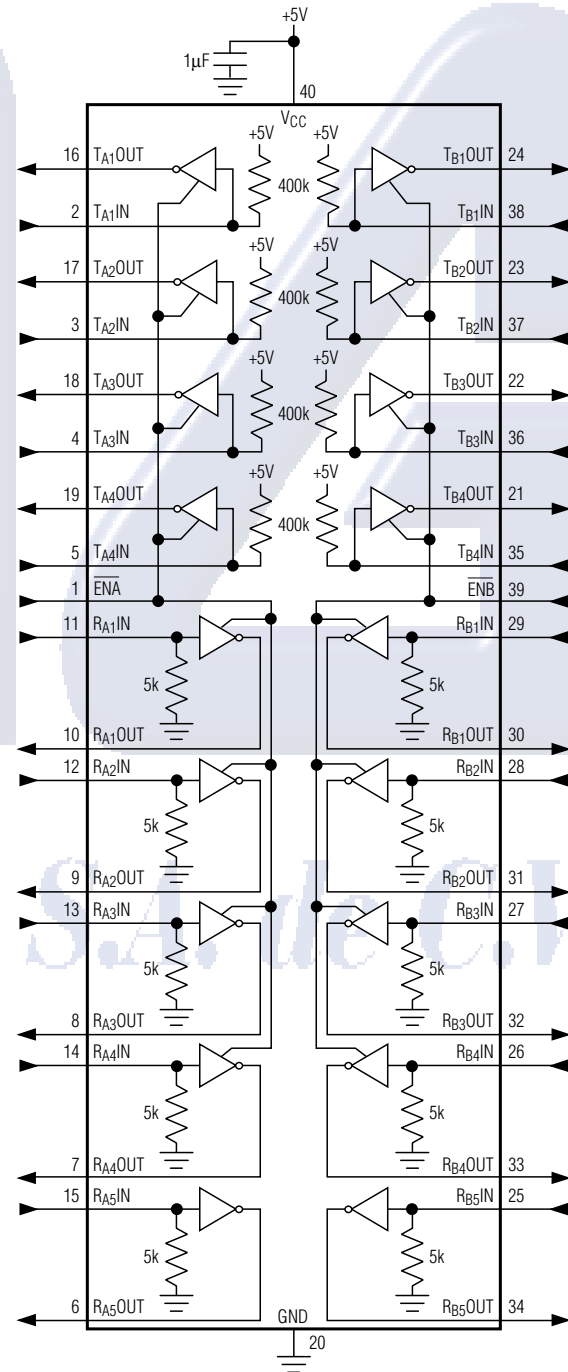 +5V
1µF
40
VCC
+5V +5V
16 TA1OUT TB1OUT 24
400k
2 TA1IN TB1IN 38
+5V +5V
17 TA2OUT TB2OUT 23
400k
3 TA2IN TB2IN 37
+5V +5V
18 TA3OUT TB3OUT 22
400k
4 TA3IN TB3IN 36
+5V +5V
19 TA4OUT TB4OUT 21
400k
5 TA4IN TB4IN 35
1 ENA ENB 39
11 RA1IN RB1IN 29
5k 5k
10 RA1OUT RB1OUT 30
12 RA2IN RB2IN 28
5k 5k
9 RA2OUT RB2OUT 31
13 RA3IN RB3IN 27
S.A. de C.V
5k 5k
8 RA3OUT RB3OUT 32
14 RA4IN RB4IN 26
5k 5k
7 RA4OUT RB4OUT 33
15 RA5IN RB5IN 25
5k 5k
6 RA5OUT RB5OUT 34
GND
20